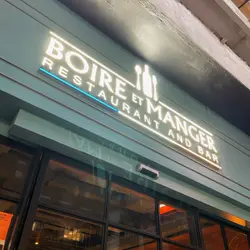 BOIRE ET MANGER
RESTAURANT AND BAR